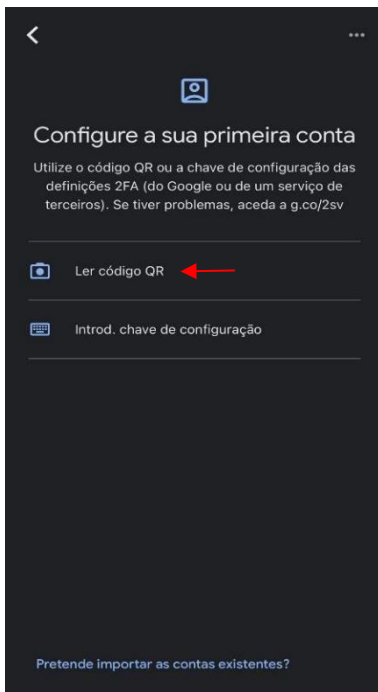 Configure a sua primeira conta
Utilize o código QR ou a chave de configuração das
definições 2FA (do Google ou de um serviço de
terceiros). Se tiver problemas, aceda a g.co/2sv
Ler código QR
Introd. chave de configuração
Pretende importar as contas existentes?